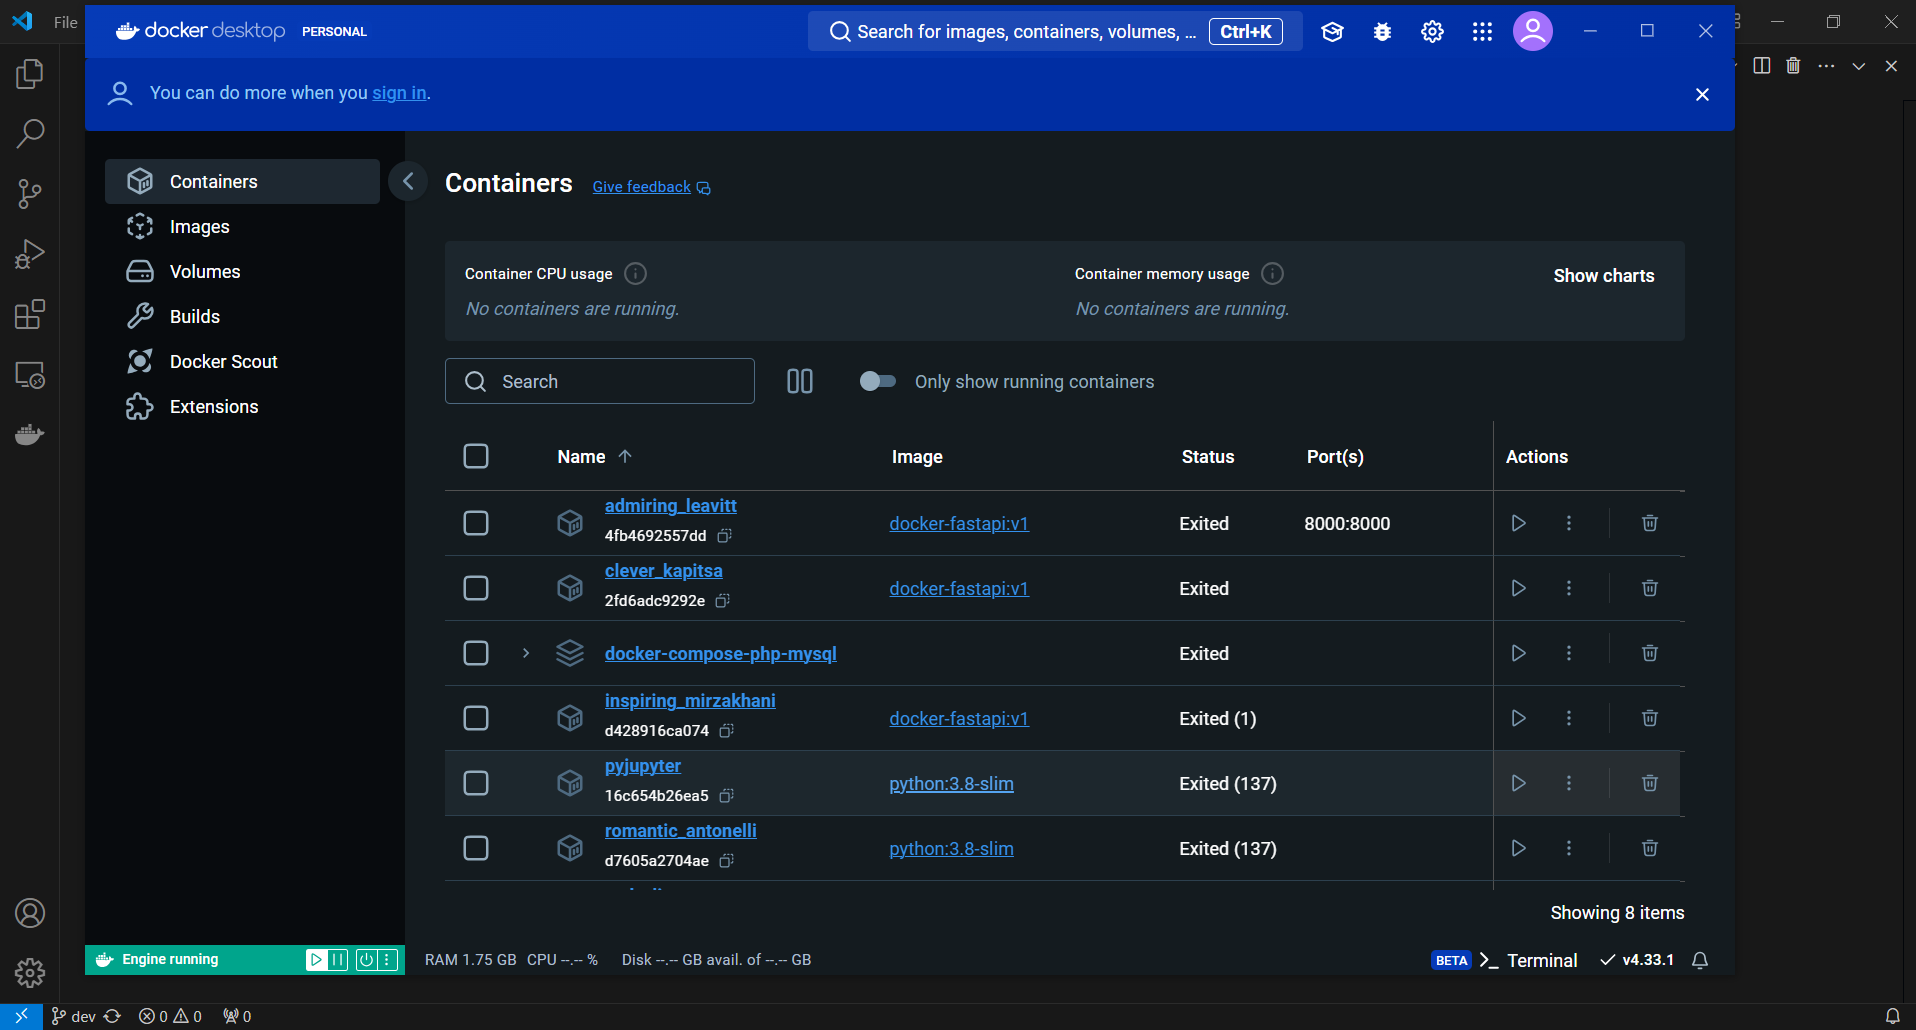 File
docker desktop PERSONAL
Search for images, containers, volumes, ... Ctrl+K
You can do more when you sign in.
Containers
Images
Volumes
Builds
Docker Scout
Extensions
Containers Give feedback
Container CPU usage
No containers are running.
Container memory usage
No containers are running.
Show charts
Search
Only show running containers
Name Image Status Port(s) Actions
admiring_leavitt
4fb4692557dd
docker-fastapi:v1 Exited 8000:8000
clever_kapitsa
2fd6adc9292e
docker-fastapi:v1 Exited
docker-compose-php-mysql Exited
inspiring_mirzakhani
d428916ca074
docker-fastapi:v1 Exited (1)
pyjupyter
16c654b26ea5
python:3.8-slim Exited (137)
romantic_antonelli
d7605a2704ae
python:3.8-slim Exited (137)
Showing 8 items
Engine running
RAM 1.75 GB CPU --.-- % Disk --.-- GB avail. of --.-- GB
BETA Terminal v4.33.1
dev 0 0 0